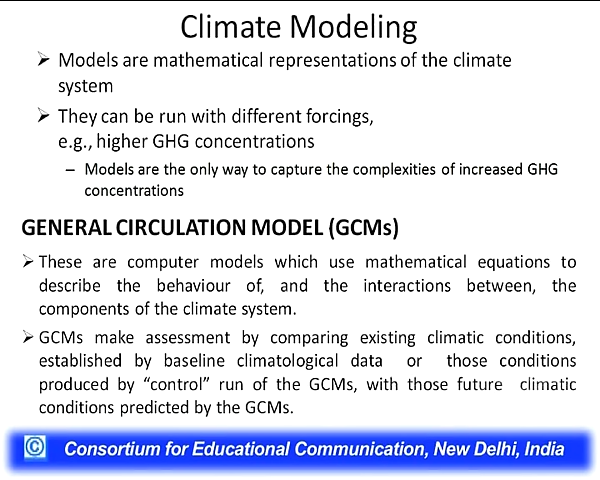 Climate Modeling
➢ Models are mathematical representations of the climate
system
➢ They can be run with different forcings,
e.g., higher GHG concentrations
– Models are the only way to capture the complexities of increased GHG
concentrations
GENERAL CIRCULATION MODEL (GCMs)
➢ These are computer models which use mathematical equations to
describe the behaviour of, and the interactions between, the
components of the climate system.
➢ GCMs make assessment by comparing existing climatic conditions,
established by baseline climatological data or those conditions
produced by “control” run of the GCMs, with those future climatic
conditions predicted by the GCMs.
© Consortium for Educational Communication, New Delhi, India